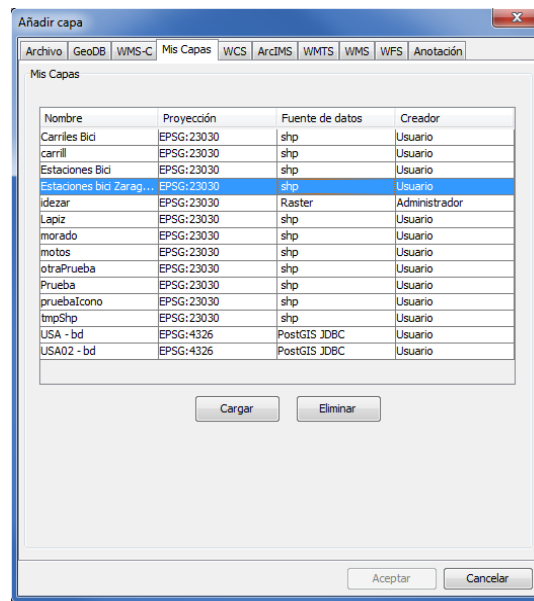 Añadir capa
Archivo GeoDB WMS-C Mis Capas WCS ArcIMS WMTS WMS WFS Anotación
Mis Capas
Nombre Proyección Fuente de datos Creador
Carriles Bici EPSG:23030 shp Usuario
carrill EPSG:23030 shp Usuario
Estaciones Bici EPSG:23030 shp Usuario
Estaciones bici Zarag... EPSG:23030 shp Usuario
idezar EPSG:23030 Raster Administrador
Lapiz EPSG:23030 shp Usuario
morado EPSG:23030 shp Usuario
motos EPSG:23030 shp Usuario
otraPrueba EPSG:23030 shp Usuario
Prueba EPSG:23030 shp Usuario
pruebaIcono EPSG:23030 shp Usuario
tmpShp EPSG:23030 shp Usuario
USA - bd EPSG:4326 PostGIS JDBC Usuario
USA02 - bd EPSG:4326 PostGIS JDBC Usuario
Cargar Eliminar
Aceptar Cancelar